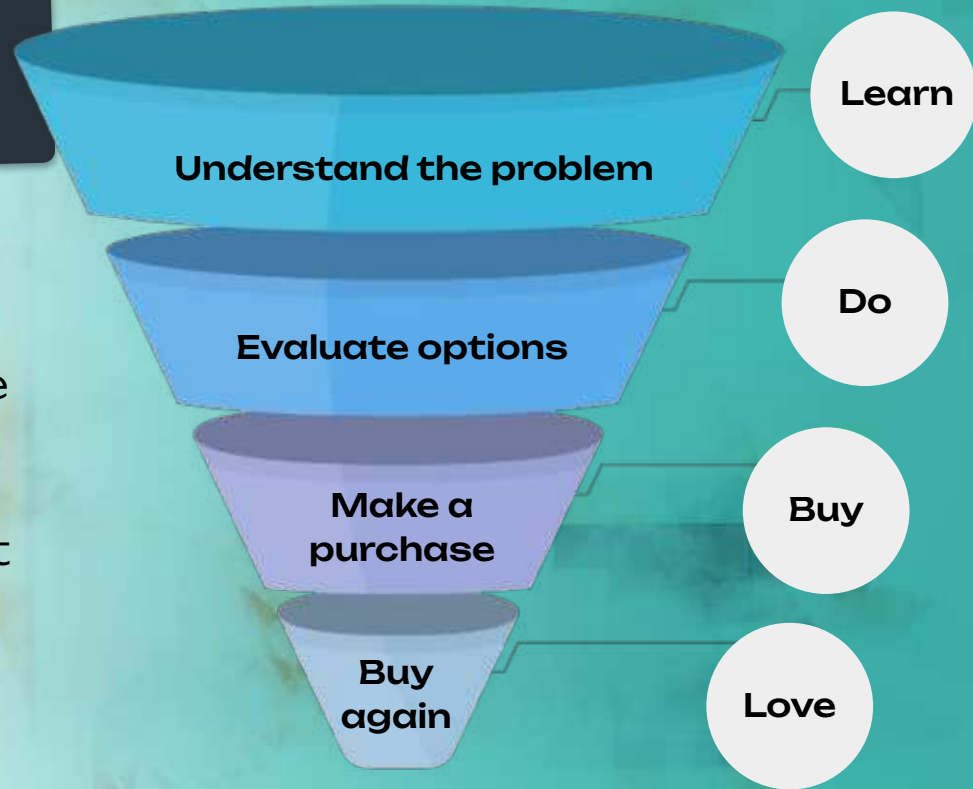 Understand the problem
Learn
Evaluate options
Do
e
Make a
purchase
Buy
t
Buy
again
Love